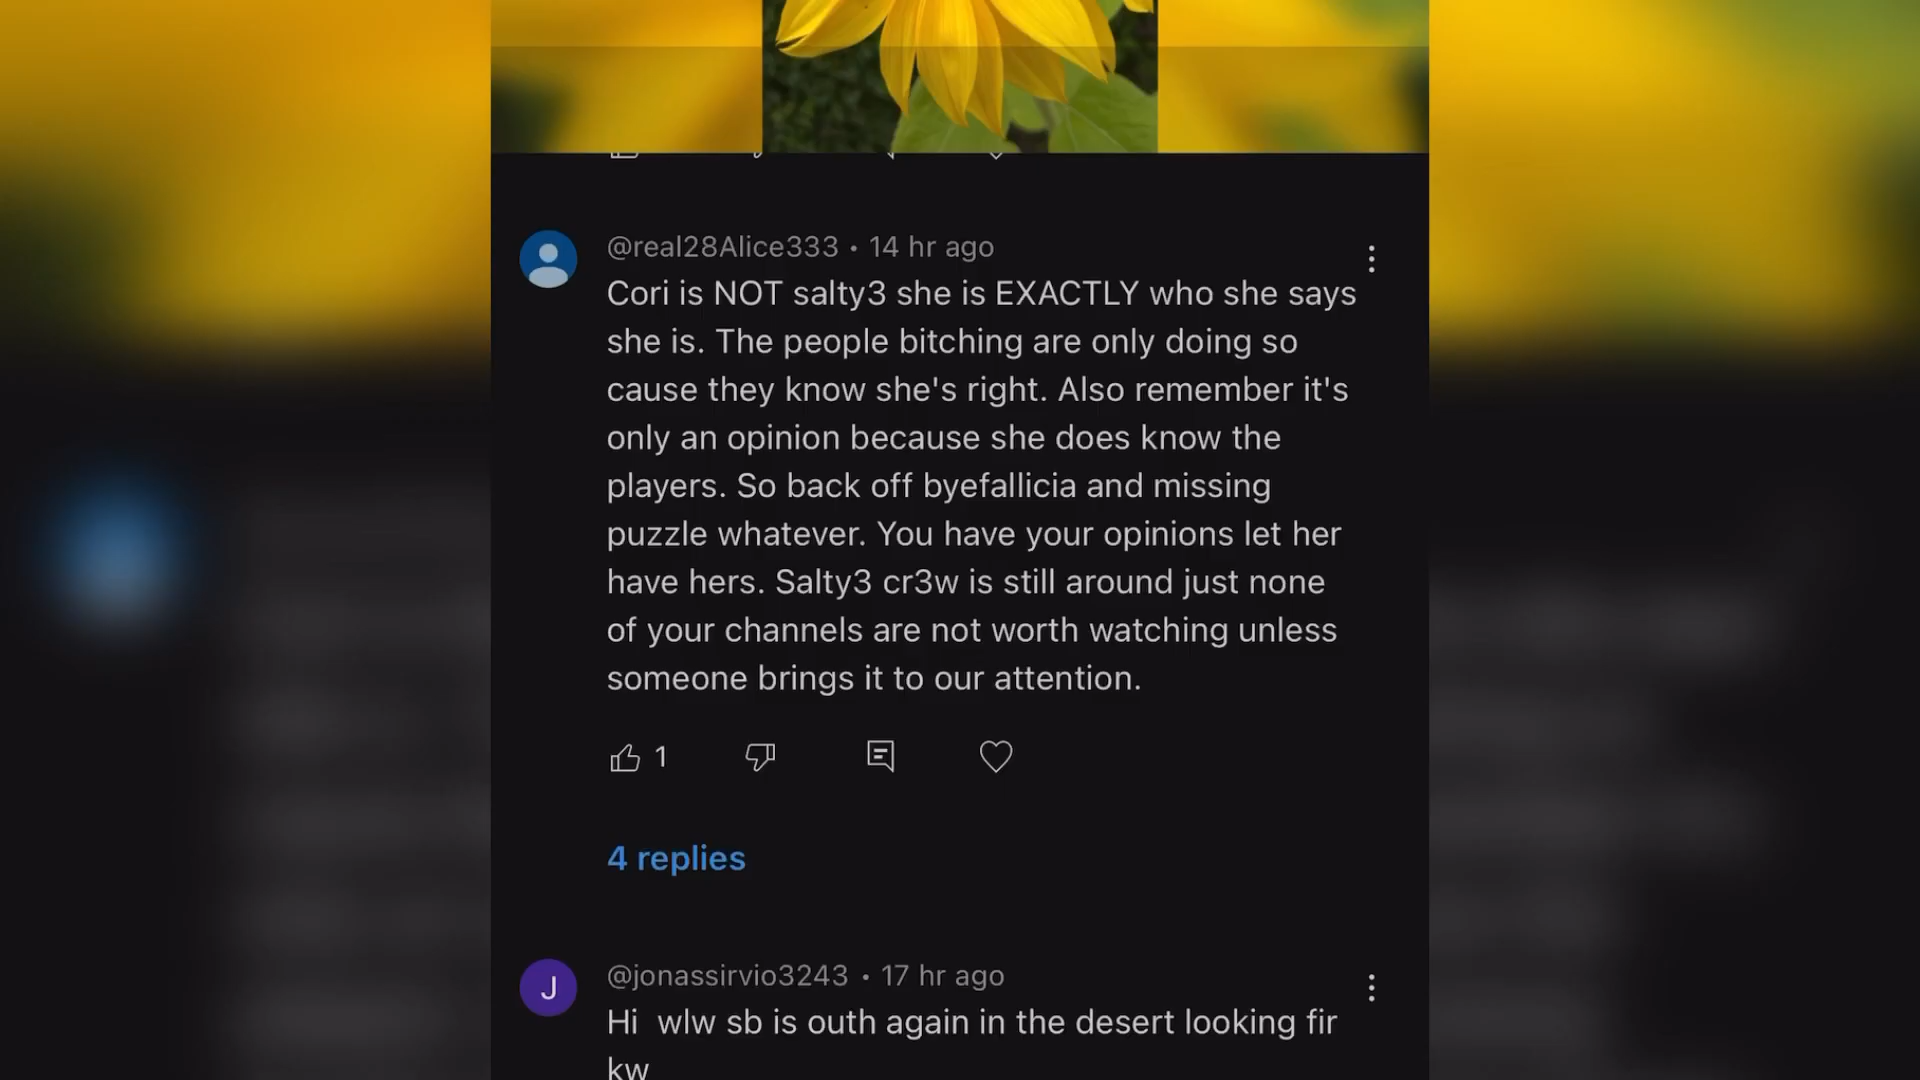 @real28Alice333 • 14 hr ago
Cori is NOT salty3 she is EXACTLY who she says
she is. The people bitching are only doing so
cause they know she's right. Also remember it's
only an opinion because she does know the
players. So back off byefallicia and missing
puzzle whatever. You have your opinions let her
have hers. Salty3 cr3w is still around just none
of your channels are not worth watching unless
someone brings it to our attention.
1
4 replies
J
@jonassirvio3243 • 17 hr ago
Hi  wlw sb is outh again in the desert looking fir
kw